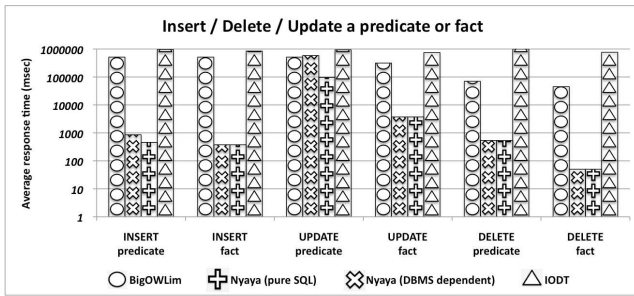 Insert / Delete / Update a predicate or fact
Average response time (msec)
1000000
100000
10000
1000
100
10
1
INSERT predicate
INSERT fact
UPDATE predicate
UPDATE fact
DELETE predicate
DELETE fact
BigOWLim
Nyaya (pure SQL)
Nyaya (DBMS dependent)
IODT